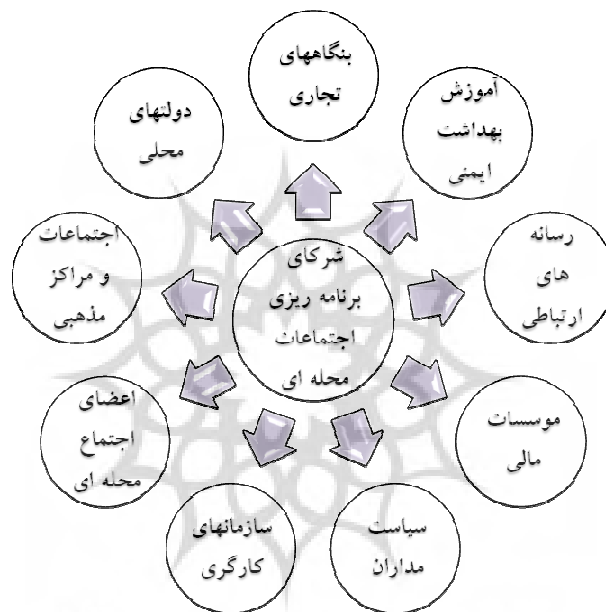 بنگاههای
تجاری
آموزش
بهداشت
ایمنی
رسانه
های
ارتباطی
موسسات
مالی
سیاست
مداران
سازمانهای
کارگری
اعضای
اجتماع
محله ای
اجتماعات
و مراکز
مذهبی
دولتهای
محلی
شرکای
برنامه ریزی
اجتماعات
محله ای